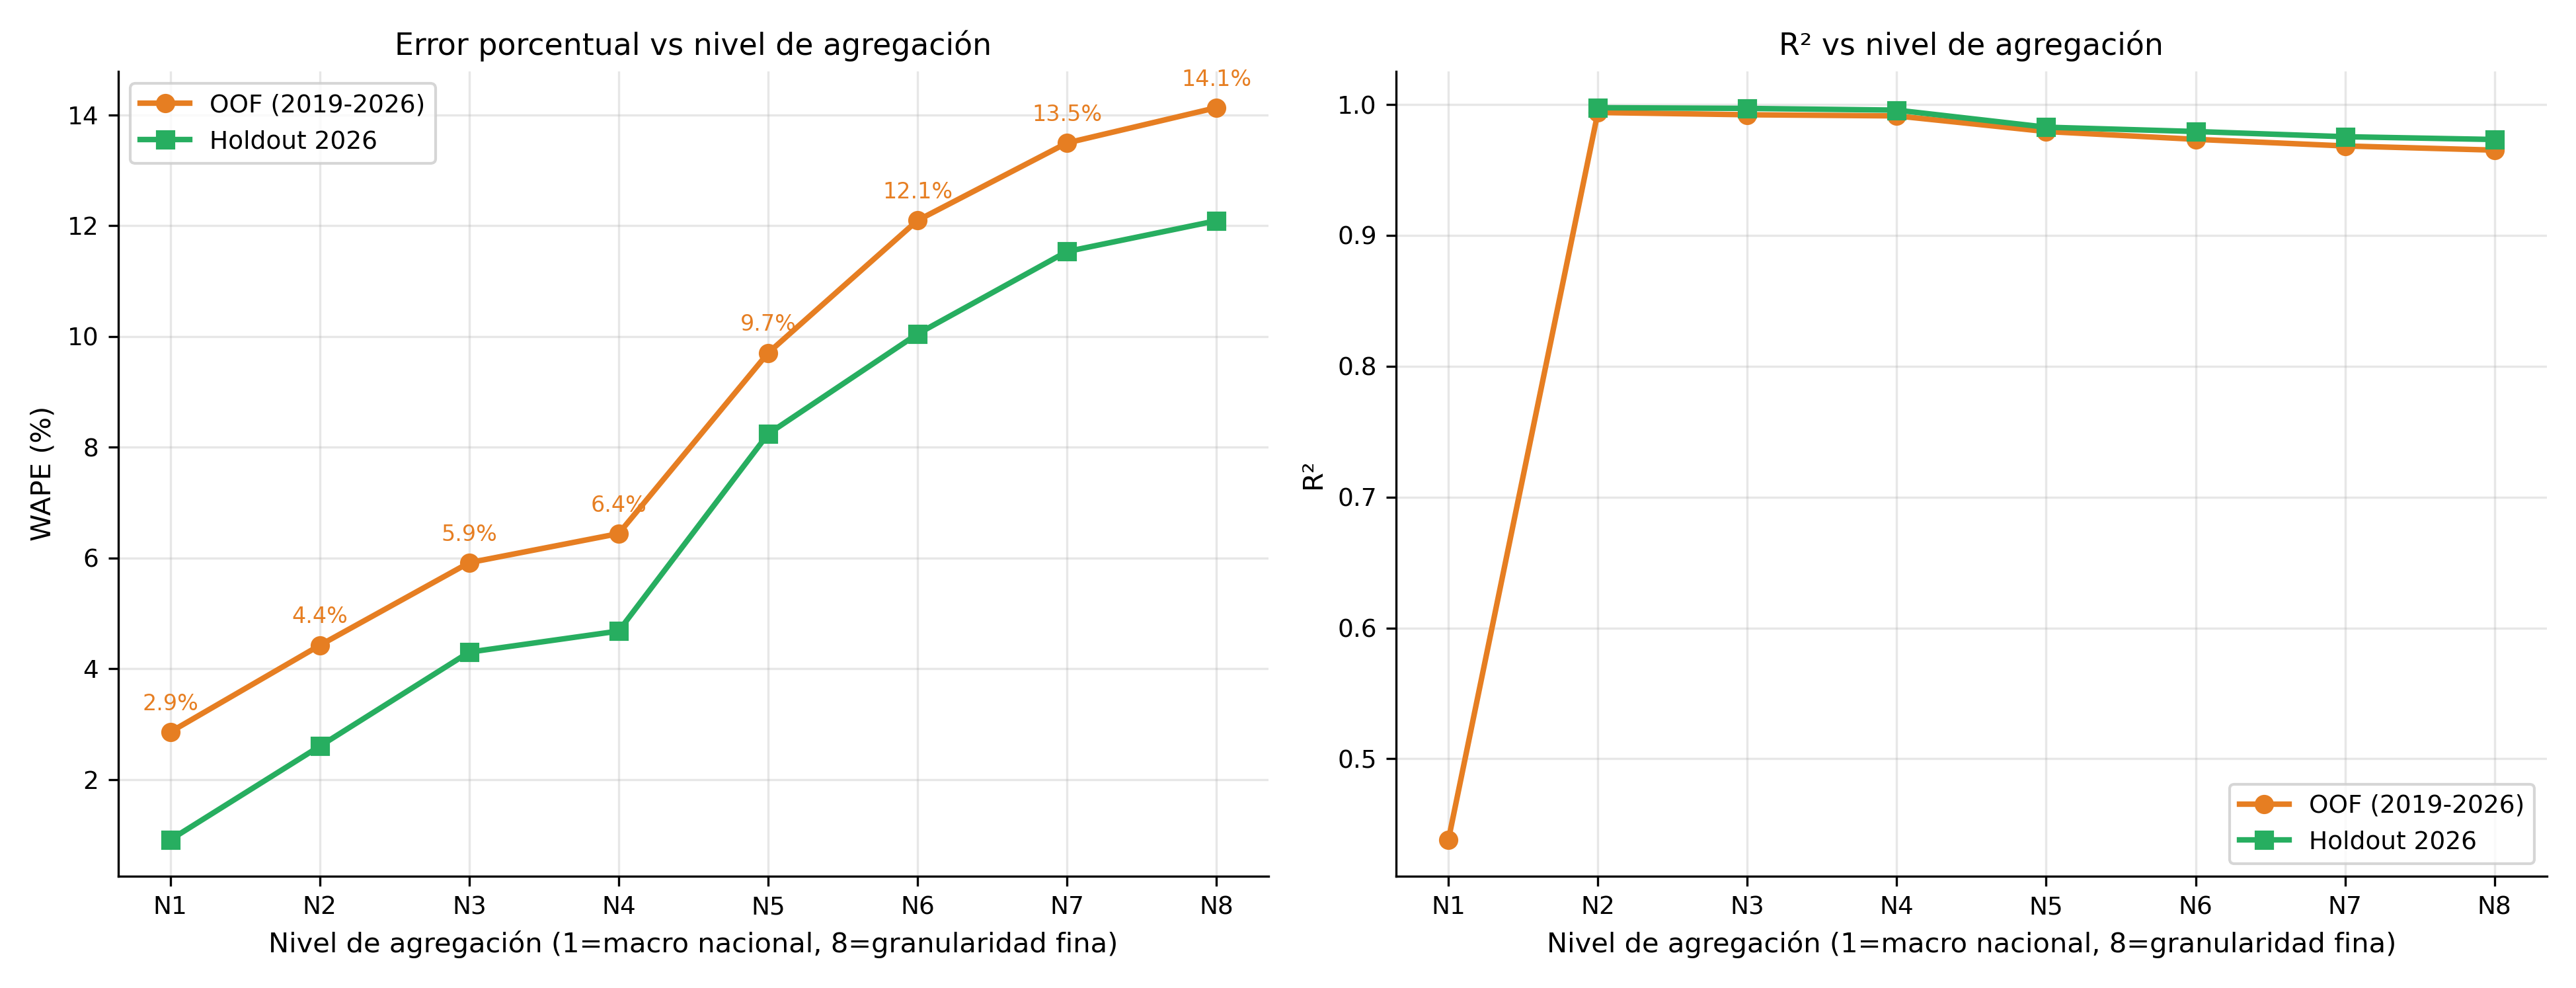 Error porcentual vs nivel de agregación
OOF (2019-2026)
Holdout 2026
WAPE (%)
14
12
10
8
6
4
2
2.9%
4.4%
5.9%
6.4%
9.7%
12.1%
13.5%
14.1%
N1 N2 N3 N4 N5 N6 N7 N8
Nivel de agregación (1=macro nacional, 8=granularidad fina)
R² vs nivel de agregación
R²
1.0
0.9
0.8
0.7
0.6
0.5
OOF (2019-2026)
Holdout 2026
N1 N2 N3 N4 N5 N6 N7 N8
Nivel de agregación (1=macro nacional, 8=granularidad fina)